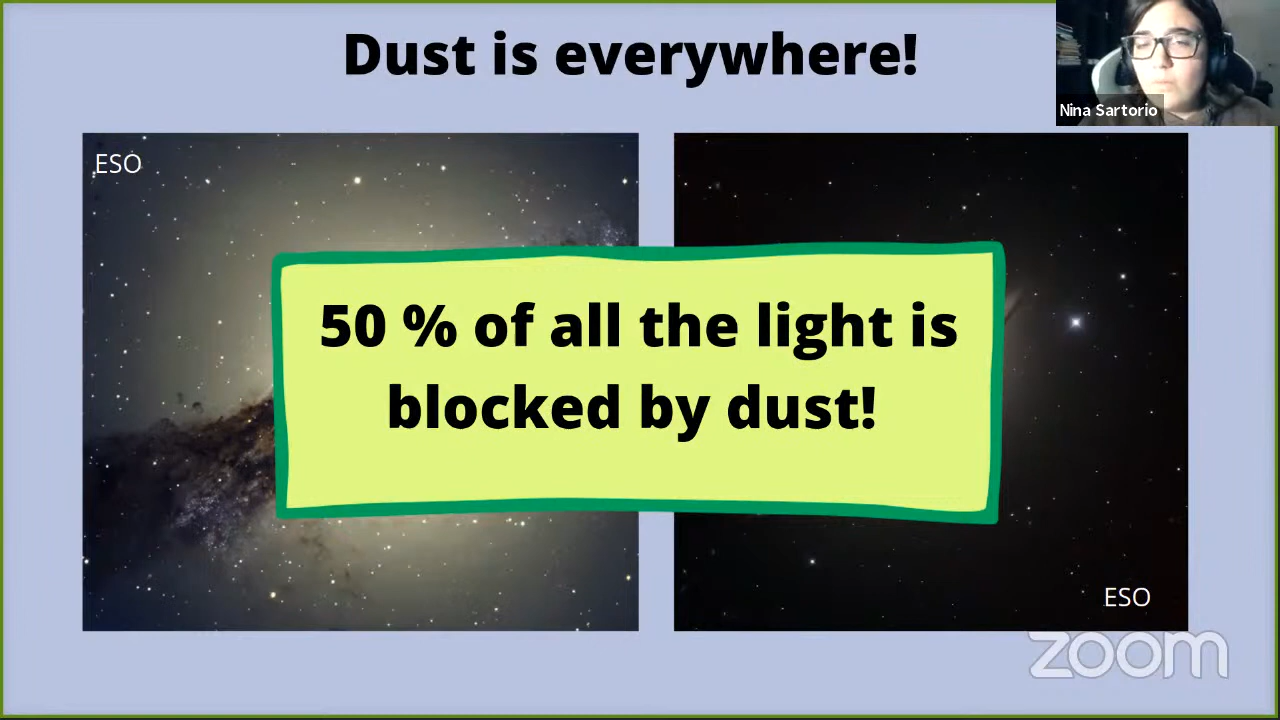 Dust is everywhere!
Nina Sartorio
ESO
50 % of all the light is
blocked by dust!
ESO
zoom